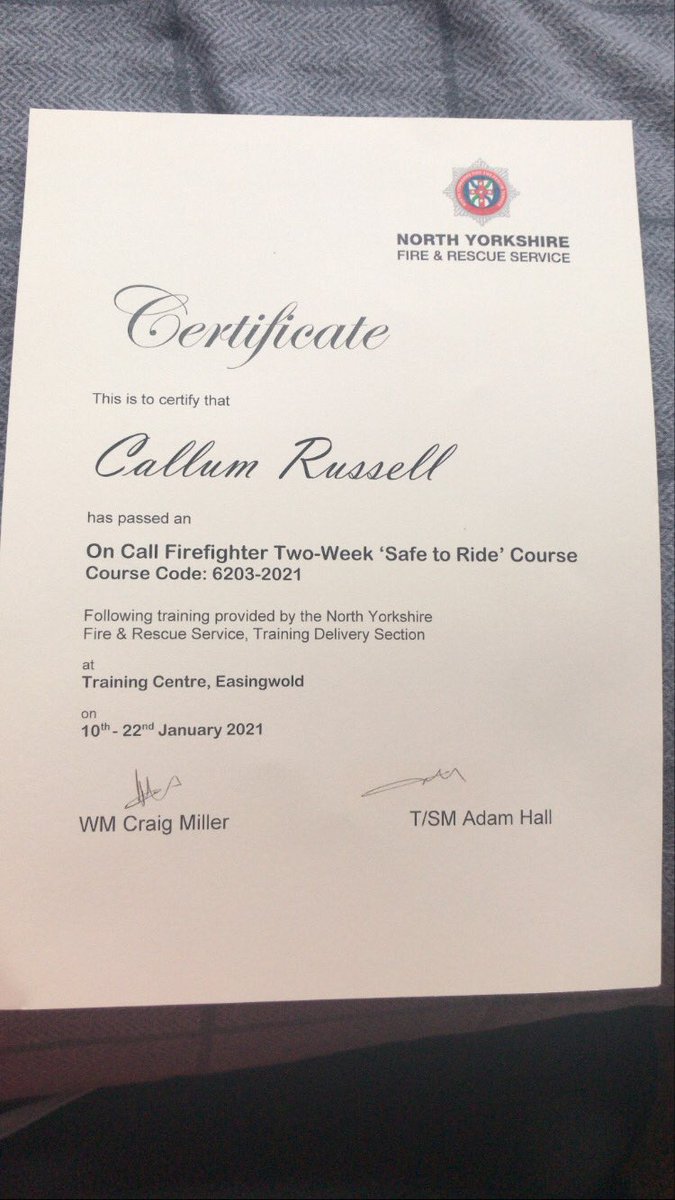 NORTH YORKSHIRE
FIRE & RESCUE SERVICE
Certificate
This is to certify that
Callum Russell
has passed an
On Call Firefighter Two-Week ‘Safe to Ride’ Course
Course Code: 6203-2021
Following training provided by the North Yorkshire
Fire & Rescue Service, Training Delivery Section
at
Training Centre, Easingwold
on
10th - 22nd January 2021
WM Craig Miller
T/SM Adam Hall